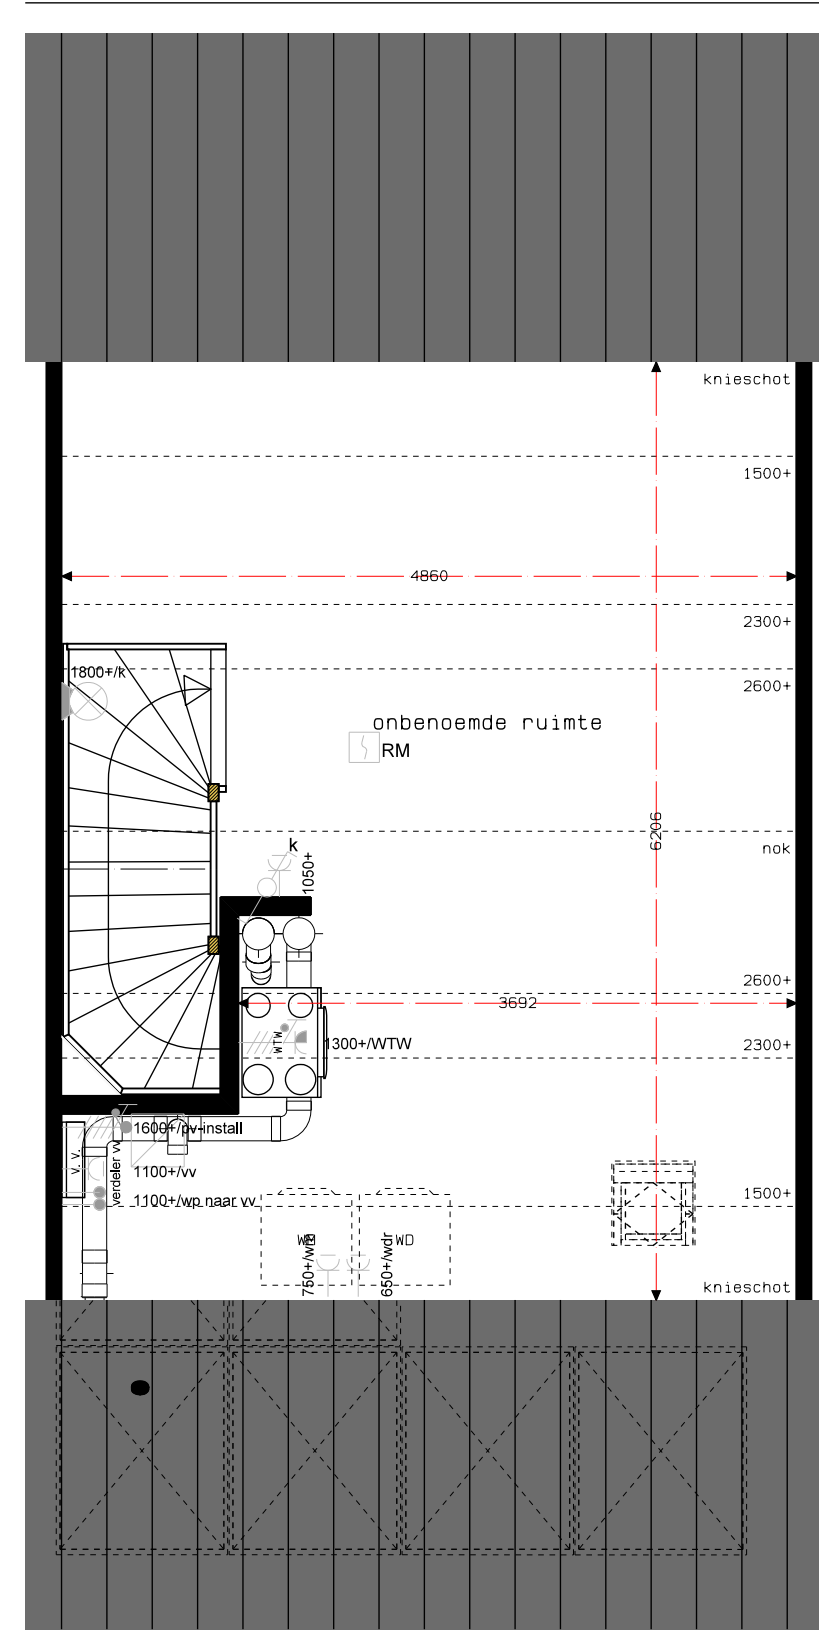 knieschot
1500+
4860
2300+
1800+/k
2600+
onbenoemde ruimte
RM
6206
k
nok
1050+
2600+
3692
WTW
1300+/WTW
2300+
1600+/pv-install
v.v.
verdeler vv
1100+/vv
1100+/wp naar vv
1500+
WM
WD
750+/wm
650+/wdr
knieschot